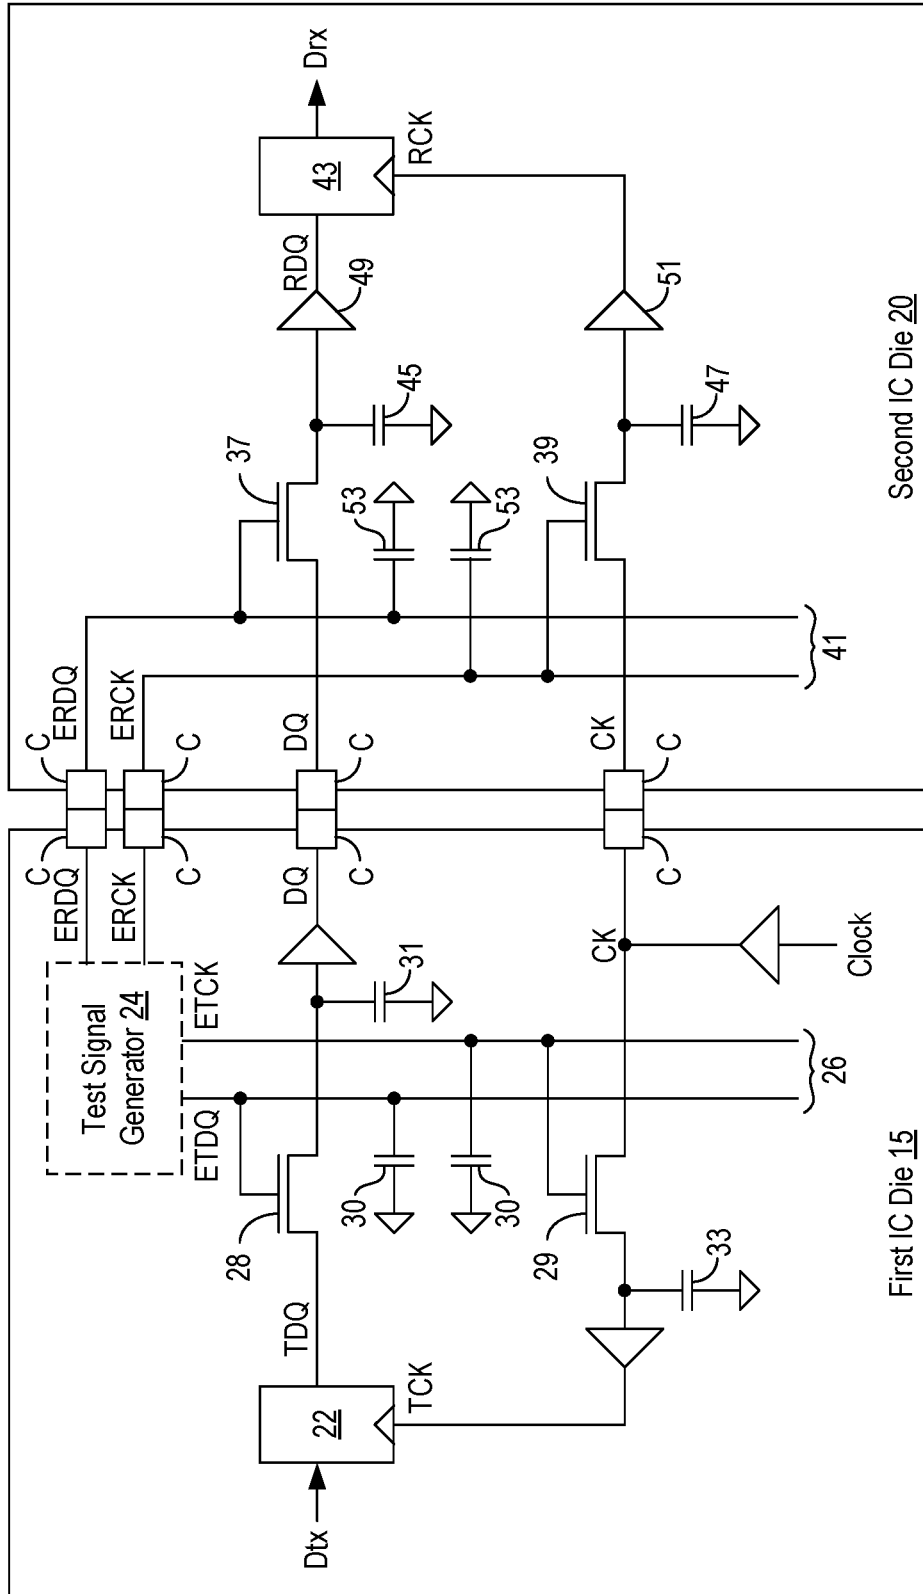 Test Signal
Generator 24
ERDQ
C
C
ERDQ
ERCK
C
C
ERCK
ETDQ
ETCK
Dtx
22
TDQ
28
31
DQ
C
C
DQ
37
45
49
RDQ
43
Drx
TCK
30
30
53
53
RCK
29
33
CK
C
C
CK
39
47
51
Clock
26
41
First IC Die 15
Second IC Die 20